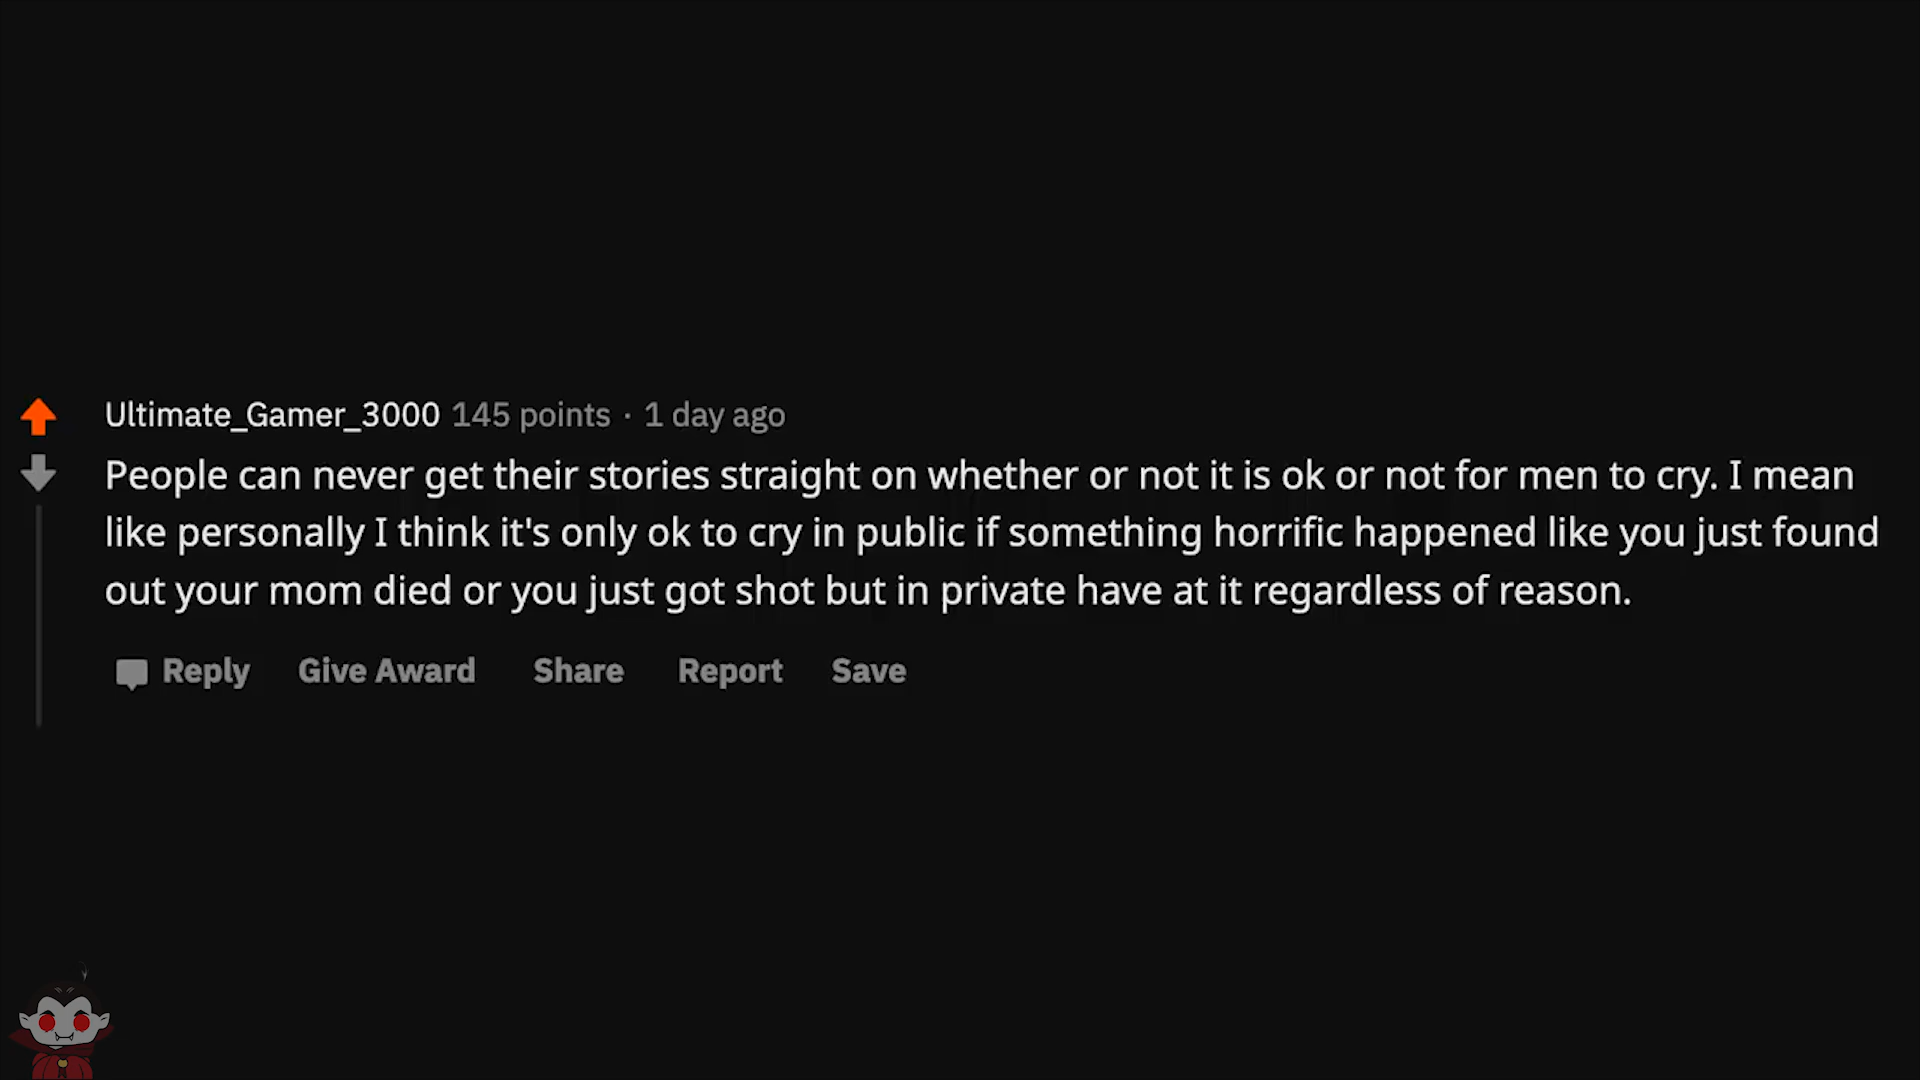 Ultimate_Gamer_3000 145 points · 1 day ago
People can never get their stories straight on whether or not it is ok or not for men to cry. I mean
like personally I think it's only ok to cry in public if something horrific happened like you just found
out your mom died or you just got shot but in private have at it regardless of reason.
Reply Give Award Share Report Save